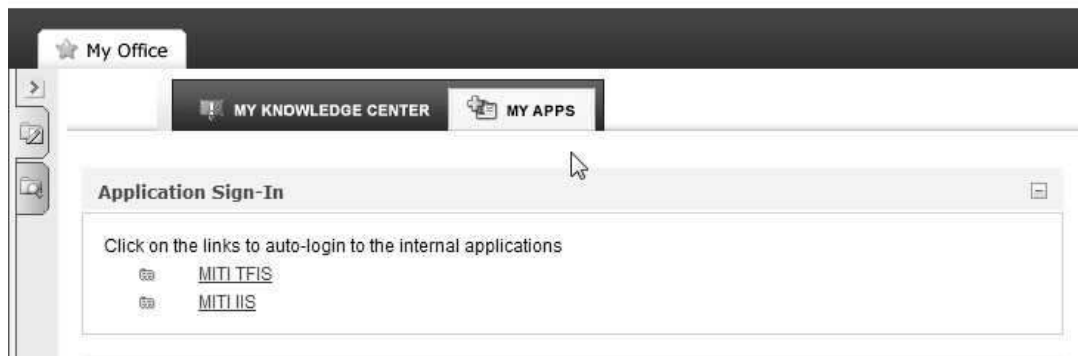 My Office
MY KNOWLEDGE CENTER MY APPS
Application Sign-In
Click on the links to auto-login to the internal applications
MITI TFIS
MITI IIS